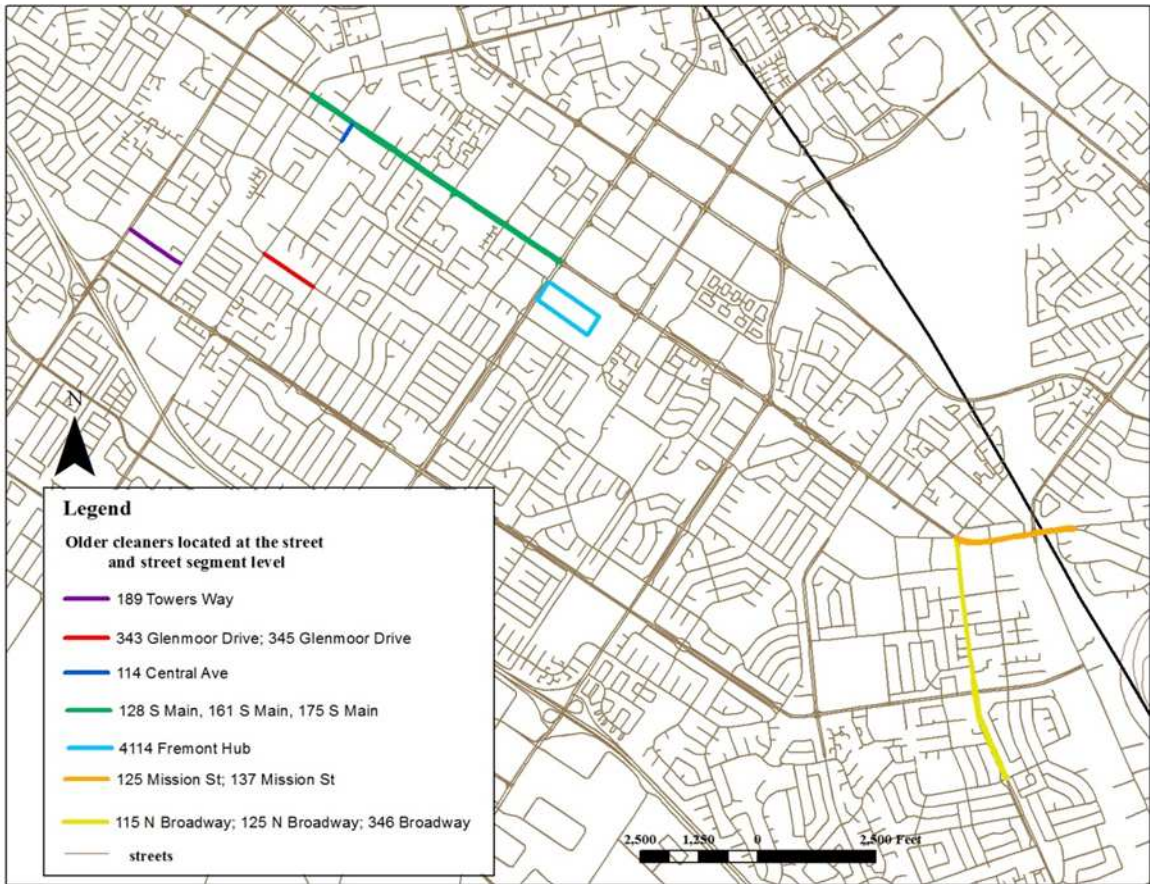 N
Legend
Older cleaners located at the street
and street segment level
189 Towers Way
343 Glenmoor Drive; 345 Glenmoor Drive
114 Central Ave
128 S Main, 161 S Main, 175 S Main
4114 Fremont Hub
125 Mission St; 137 Mission St
115 N Broadway; 125 N Broadway; 346 Broadway
streets
2,500 1,250 0 2,500 Feet